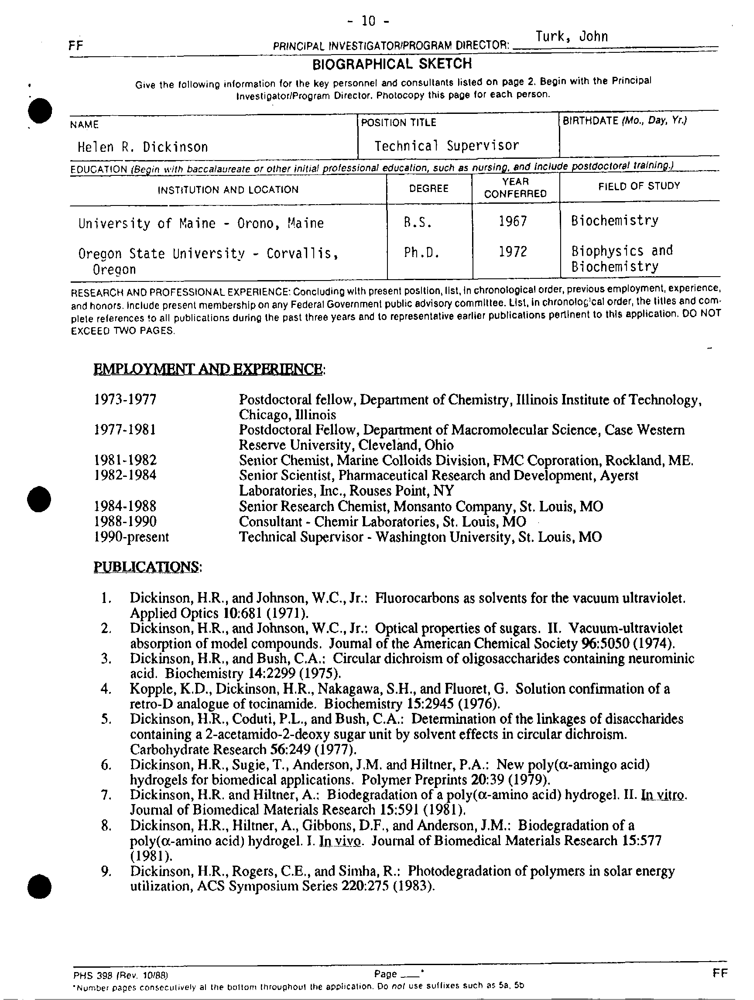 - 10 -
FF
PRINCIPAL INVESTIGATOR/PROGRAM DIRECTOR: Turk, John
BIOGRAPHICAL SKETCH
Give the following information for the key personnel and consultants listed on page 2. Begin with the Principal
Investigator/Program Director. Photocopy this page for each person.
NAME POSITION TITLE BIRTHDATE (Mo., Day, Yr.)
Helen R. Dickinson Technical Supervisor
EDUCATION (Begin with baccalaureate or other initial professional education, such as nursing, and include postdoctoral training.)
INSTITUTION AND LOCATION DEGREE YEAR CONFERRED FIELD OF STUDY
University of Maine - Orono, Maine B.S. 1967 Biochemistry
Oregon State University - Corvallis, Ph.D. 1972 Biophysics and
Oregon Biochemistry
RESEARCH AND PROFESSIONAL EXPERIENCE: Concluding with present position, list, in chronological order, previous employment, experience,
and honors. Include present membership on any Federal Government public advisory committee. List, in chronological order, the titles and com-
plete references to all publications during the past three years and to representative earlier publications pertinent to this application. DO NOT
EXCEED TWO PAGES.
EMPLOYMENT AND EXPERIENCE:
1973-1977 Postdoctoral fellow, Department of Chemistry, Illinois Institute of Technology,
Chicago, Illinois
1977-1981 Postdoctoral Fellow, Department of Macromolecular Science, Case Western
Reserve University, Cleveland, Ohio
1981-1982 Senior Chemist, Marine Colloids Division, FMC Coproration, Rockland, ME.
1982-1984 Senior Scientist, Pharmaceutical Research and Development, Ayerst
Laboratories, Inc., Rouses Point, NY
1984-1988 Senior Research Chemist, Monsanto Company, St. Louis, MO
1988-1990 Consultant - Chemir Laboratories, St. Louis, MO
1990-present Technical Supervisor - Washington University, St. Louis, MO
PUBLICATIONS:
1. Dickinson, H.R., and Johnson, W.C., Jr.: Fluorocarbons as solvents for the vacuum ultraviolet.
Applied Optics 10:681 (1971).
2. Dickinson, H.R., and Johnson, W.C., Jr.: Optical properties of sugars. II. Vacuum-ultraviolet
absorption of model compounds. Journal of the American Chemical Society 96:5050 (1974).
3. Dickinson, H.R., and Bush, C.A.: Circular dichroism of oligosaccharides containing neurominic
acid. Biochemistry 14:2299 (1975).
4. Kopple, K.D., Dickinson, H.R., Nakagawa, S.H., and Fluoret, G. Solution confirmation of a
retro-D analogue of tocinamide. Biochemistry 15:2945 (1976).
5. Dickinson, H.R., Coduti, P.L., and Bush, C.A.: Determination of the linkages of disaccharides
containing a 2-acetamido-2-deoxy sugar unit by solvent effects in circular dichroism.
Carbohydrate Research 56:249 (1977).
6. Dickinson, H.R., Sugie, T., Anderson, J.M. and Hiltner, P.A.: New poly(α-amingo acid)
hydrogels for biomedical applications. Polymer Preprints 20:39 (1979).
7. Dickinson, H.R. and Hiltner, A.: Biodegradation of a poly(α-amino acid) hydrogel. II. In vitro.
Journal of Biomedical Materials Research 15:591 (1981).
8. Dickinson, H.R., Hiltner, A., Gibbons, D.F., and Anderson, J.M.: Biodegradation of a
poly(α-amino acid) hydrogel. I. In vivo. Journal of Biomedical Materials Research 15:577
(1981).
9. Dickinson, H.R., Rogers, C.E., and Simha, R.: Photodegradation of polymers in solar energy
utilization, ACS Symposium Series 220:275 (1983).
PHS 398 (Rev. 10/88) Page ___* FF
*Number pages consecutively at the bottom throughout the application. Do not use suffixes such as 5a, 5b